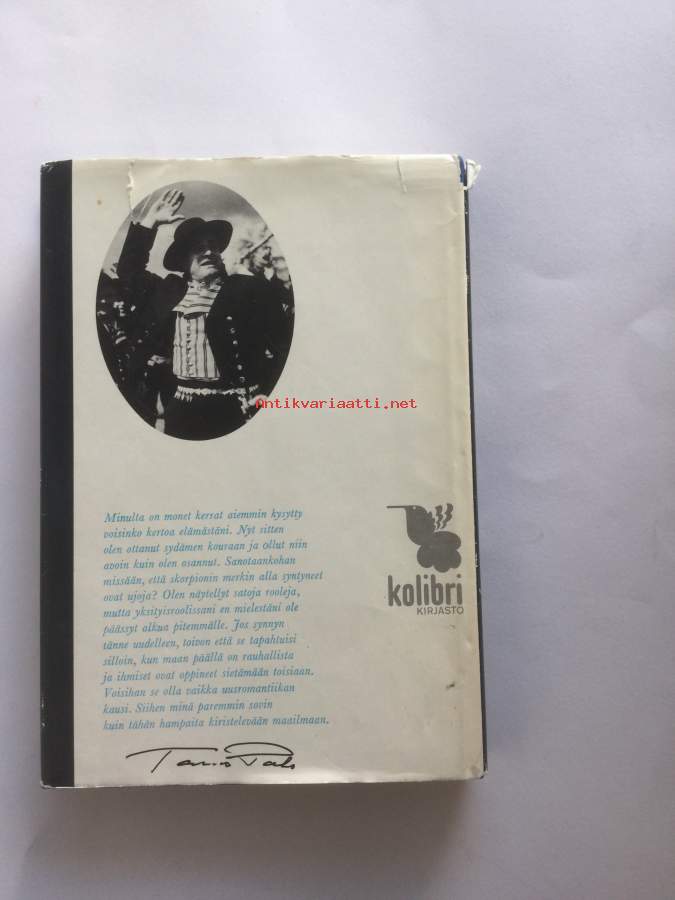 Antikvariaatti.net
Minulta on monet kerrat aiemmin kysytty
voisinko kertoa elämästäni. Nyt sitten
olen ottanut sydämen kouraan ja ollut niin
avoin kuin olen osannut. Sanotaankohan
missään, että skorpionin merkin alla syntyneet
ovat ujoja? Olen näytellyt satoja rooleja,
mutta yksityisroolissani en mielestäni ole
päässyt alkua pitemmälle. Jos synnyn
tänne uudelleen, toivon että se tapahtuisi
silloin, kun maan päällä on rauhallista
ja ihmiset ovat oppineet sietämään toisiaan.
Voisihan se olla vaikka uusromantiikan
kausi. Siihen minä paremmin sovin
kuin tähän hampaita kiristelevään maailmaan.
kolibri
KIRJASTO